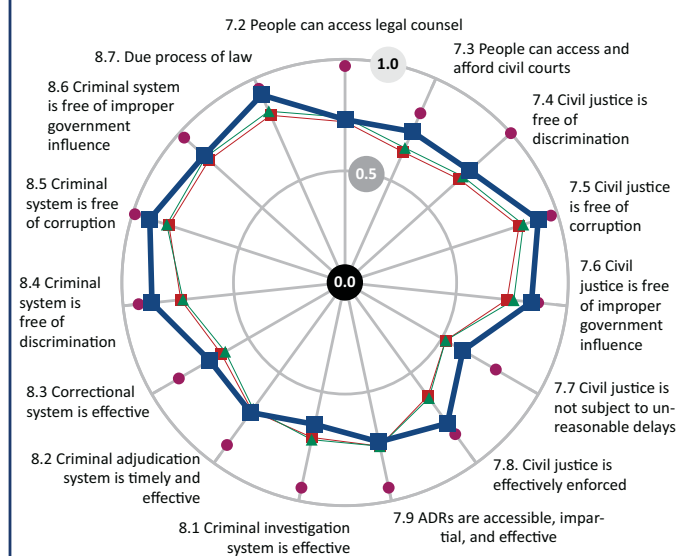 7.2 People can access legal counsel
1.0
7.3 People can access and
afford civil courts
7.4 Civil justice is
free of
discrimination
7.5 Civil justice
is free of
corruption
7.6 Civil
justice is free
of improper
government
influence
7.7 Civil justice is
not subject to un-
reasonable delays
7.8. Civil justice is
effectively enforced
7.9 ADRs are accessible, impar-
tial, and effective
8.1 Criminal investigation
system is effective
8.2 Criminal adjudication
system is timely and
effective
8.3 Correctional
system is effective
8.4 Criminal
system is
free of
discrimination
8.5 Criminal
system is free
of corruption
8.6 Criminal system
is free of improper
government
influence
8.7. Due process of law
0.5
0.0